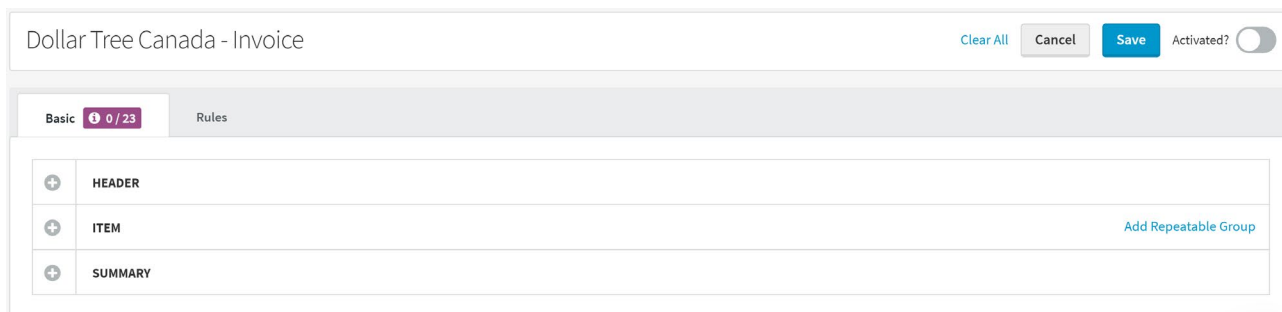 Dollar Tree Canada - Invoice
Clear All Cancel Save Activated?
Basic 0 / 23 Rules
HEADER
ITEM Add Repeatable Group
SUMMARY